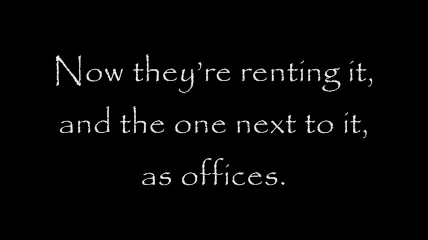 Now they're renting it,
and the one next to it,
as offices.